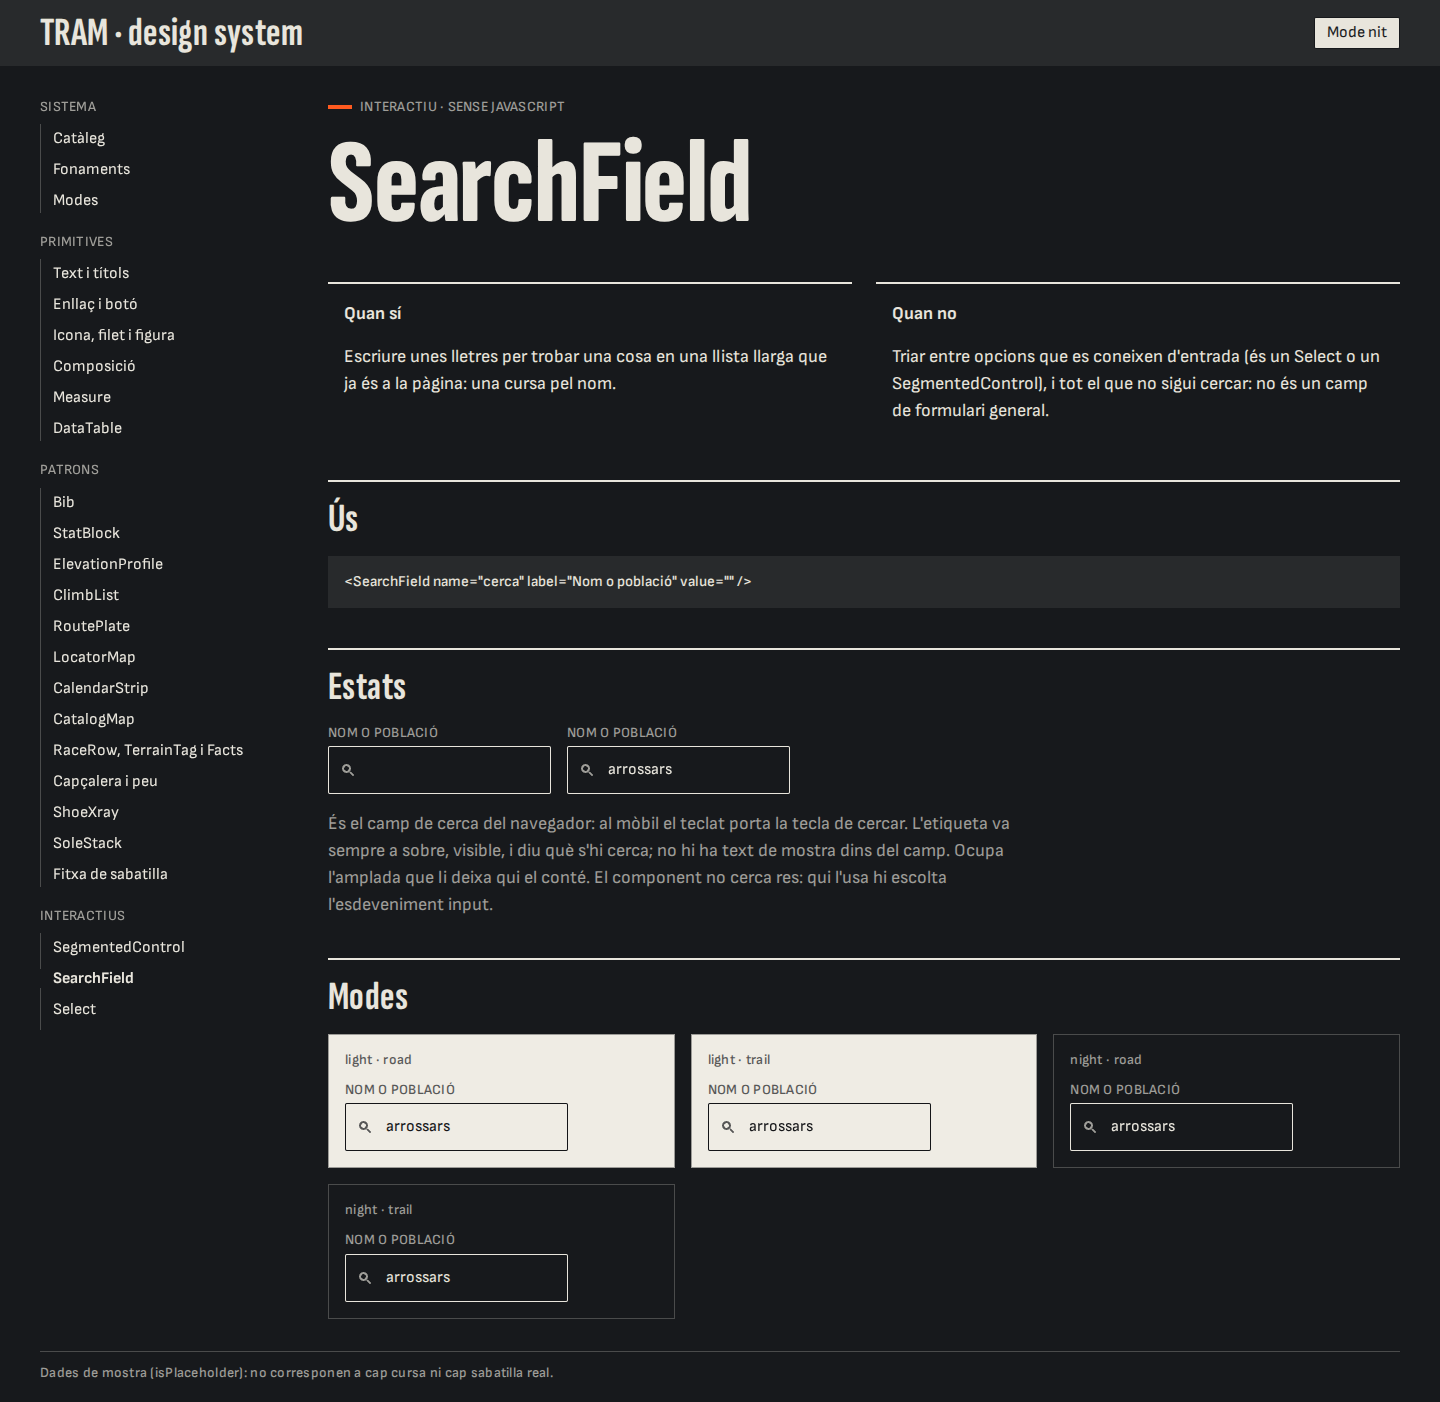 TRAM · design system
Mode nit
SISTEMA
Catàleg
Fonaments
Modes
PRIMITIVES
Text i títols
Enllaç i botó
Icona, filet i figura
Composició
Measure
DataTable
PATRONS
Bib
StatBlock
ElevationProfile
ClimbList
RoutePlate
LocatorMap
CalendarStrip
CatalogMap
RaceRow, TerrainTag i Facts
Capçalera i peu
ShoeXray
SoleStack
Fitxa de sabatilla
INTERACTIUS
SegmentedControl
SearchField
Select
INTERACTIU · SENSE JAVASCRIPT
SearchField
Quan sí
Escriure unes lletres per trobar una cosa en una llista llarga que
ja és a la pàgina: una cursa pel nom.
Quan no
Triar entre opcions que es coneixen d'entrada (és un Select o un
SegmentedControl), i tot el que no sigui cercar: no és un camp
de formulari general.
Ús
<SearchField name="cerca" label="Nom o població" value="" />
Estats
NOM O POBLACIÓ
NOM O POBLACIÓ
arrossars
És el camp de cerca del navegador: al mòbil el teclat porta la tecla de cercar. L'etiqueta va
sempre a sobre, visible, i diu què s'hi cerca; no hi ha text de mostra dins del camp. Ocupa
l'amplada que li deixa qui el conté. El component no cerca res: qui l'usa hi escolta
l'esdeveniment input.
Modes
light · road
NOM O POBLACIÓ
arrossars
light · trail
NOM O POBLACIÓ
arrossars
night · road
NOM O POBLACIÓ
arrossars
night · trail
NOM O POBLACIÓ
arrossars
Dades de mostra (isPlaceholder): no corresponen a cap cursa ni cap sabatilla real.